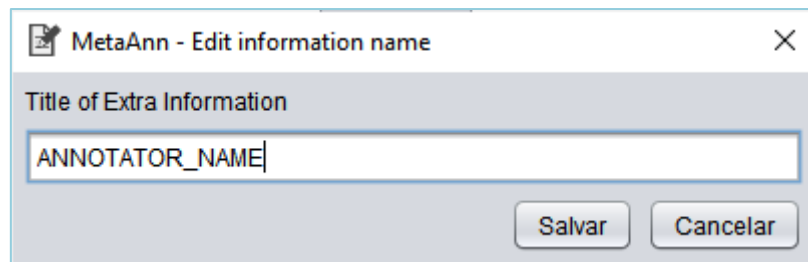 MetaAnn - Edit information name
Title of Extra Information
ANNOTATOR_NAME
Salvar Cancelar